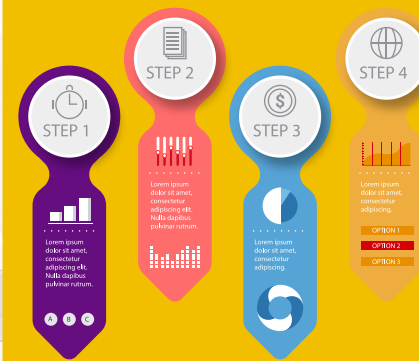 STEP 1
Lorem ipsum
dolor sit amet,
consectetur
adipiscing elit.
Nulla dapibus
pulvinar rutrum.
A B C
STEP 2
Lorem ipsum
dolor sit amet,
consectetur
adipiscing elit.
Nulla dapibus
pulvinar rutrum.
$
STEP 3
Lorem ipsum
dolor sit amet,
consectetur
adipiscing.
STEP 4
Lorem ipsum
dolor sit amet,
consectetur
adipiscing.
OPTION 1
OPTION 2
OPTION 3